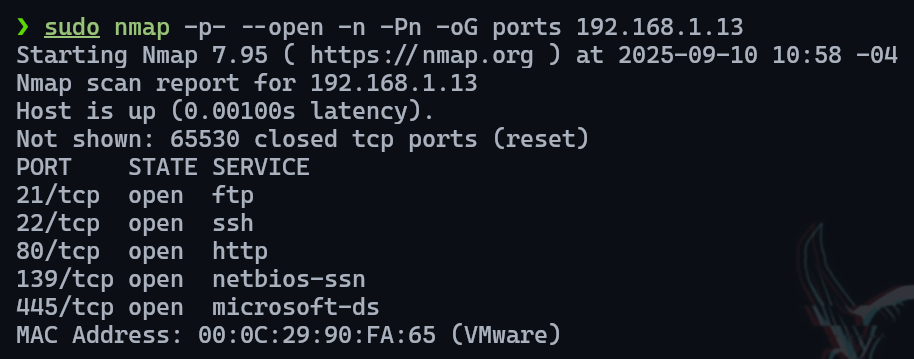 ❯ sudo nmap -p- --open -n -Pn -oG ports 192.168.1.13
Starting Nmap 7.95 ( https://nmap.org ) at 2025-09-10 10:58 -04
Nmap scan report for 192.168.1.13
Host is up (0.00100s latency).
Not shown: 65530 closed tcp ports (reset)
PORT    STATE SERVICE
21/tcp  open  ftp
22/tcp  open  ssh
80/tcp  open  http
139/tcp open  netbios-ssn
445/tcp open  microsoft-ds
MAC Address: 00:0C:29:90:FA:65 (VMware)